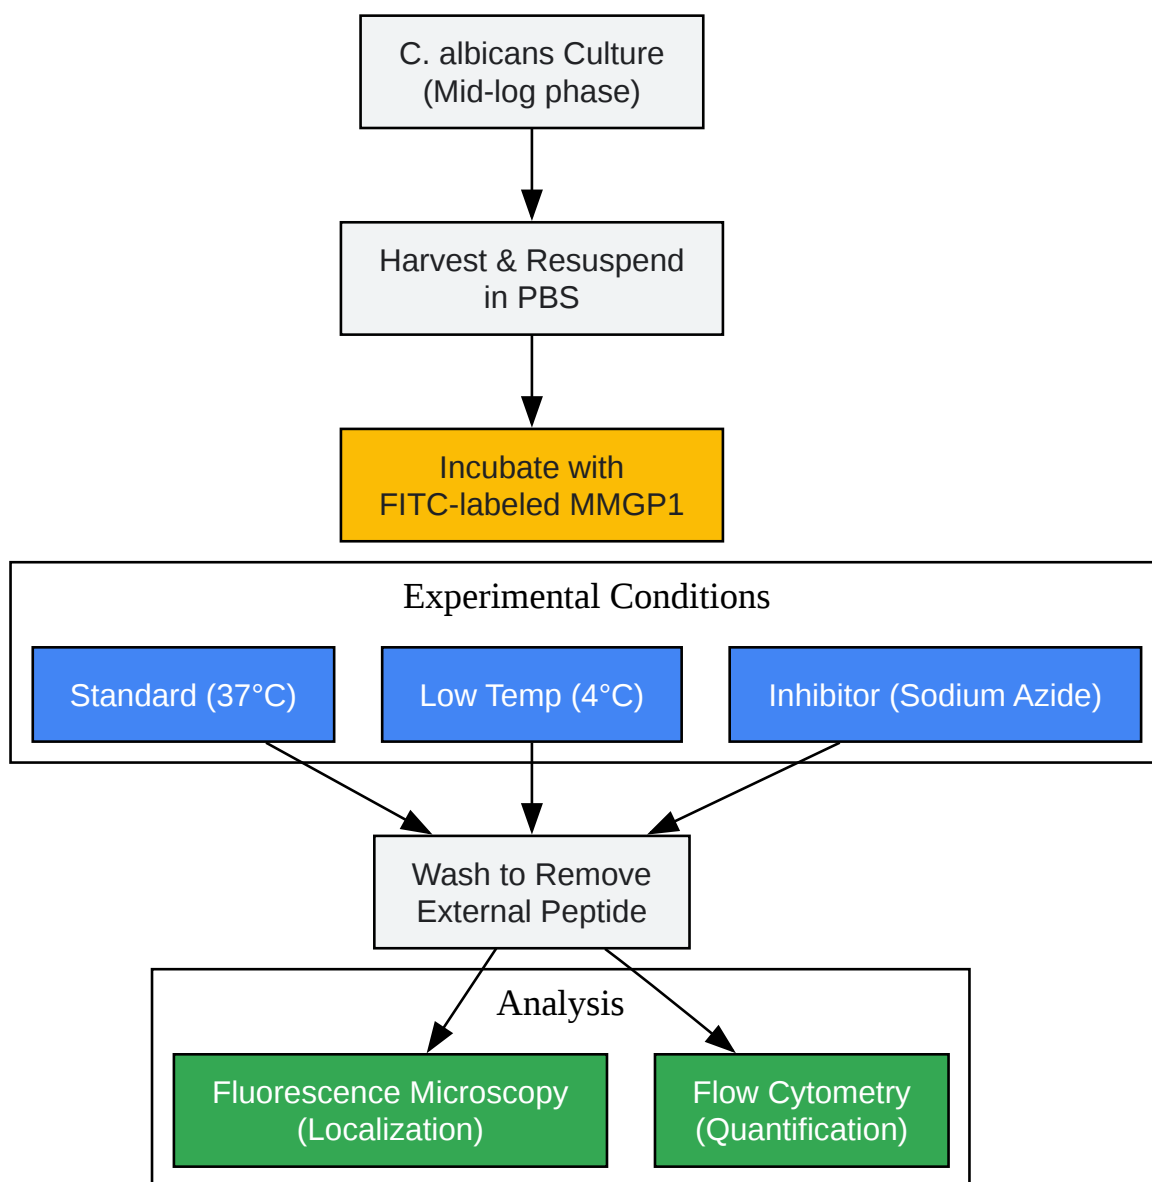 C. albicans Culture
(Mid-log phase)
Harvest & Resuspend
in PBS
Incubate with
FITC-labeled MMGP1
Experimental Conditions
Standard (37°C)
Low Temp (4°C)
Inhibitor (Sodium Azide)
Wash to Remove
External Peptide
Analysis
Fluorescence Microscopy
(Localization)
Flow Cytometry
(Quantification)